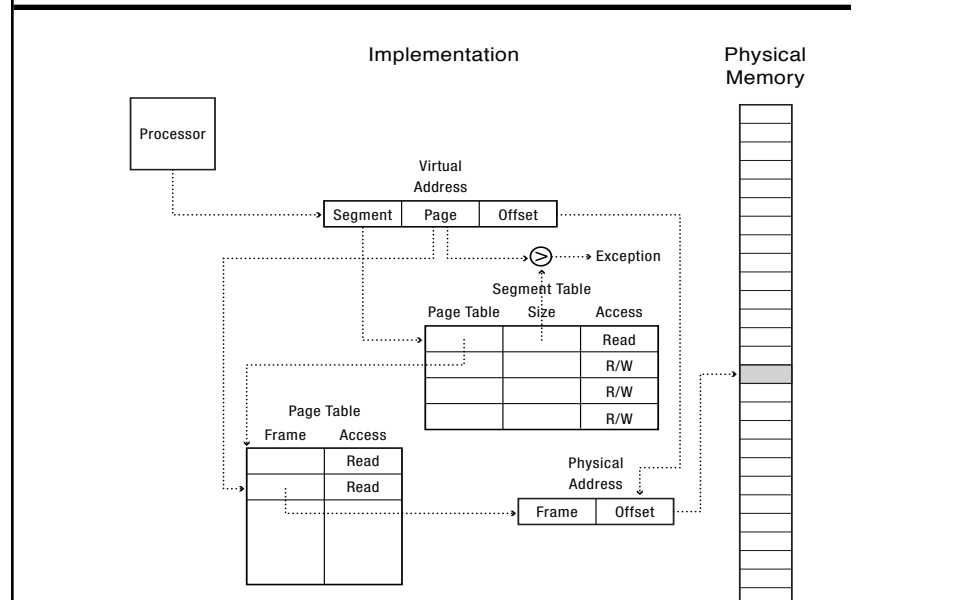 Implementation
Physical
Memory
Processor
Virtual
Address
Segment Page Offset
> Exception
Segment Table
Page Table Size Access
Read
R/W
R/W
R/W
Page Table
Frame Access
Read
Read
Physical
Address
Frame Offset